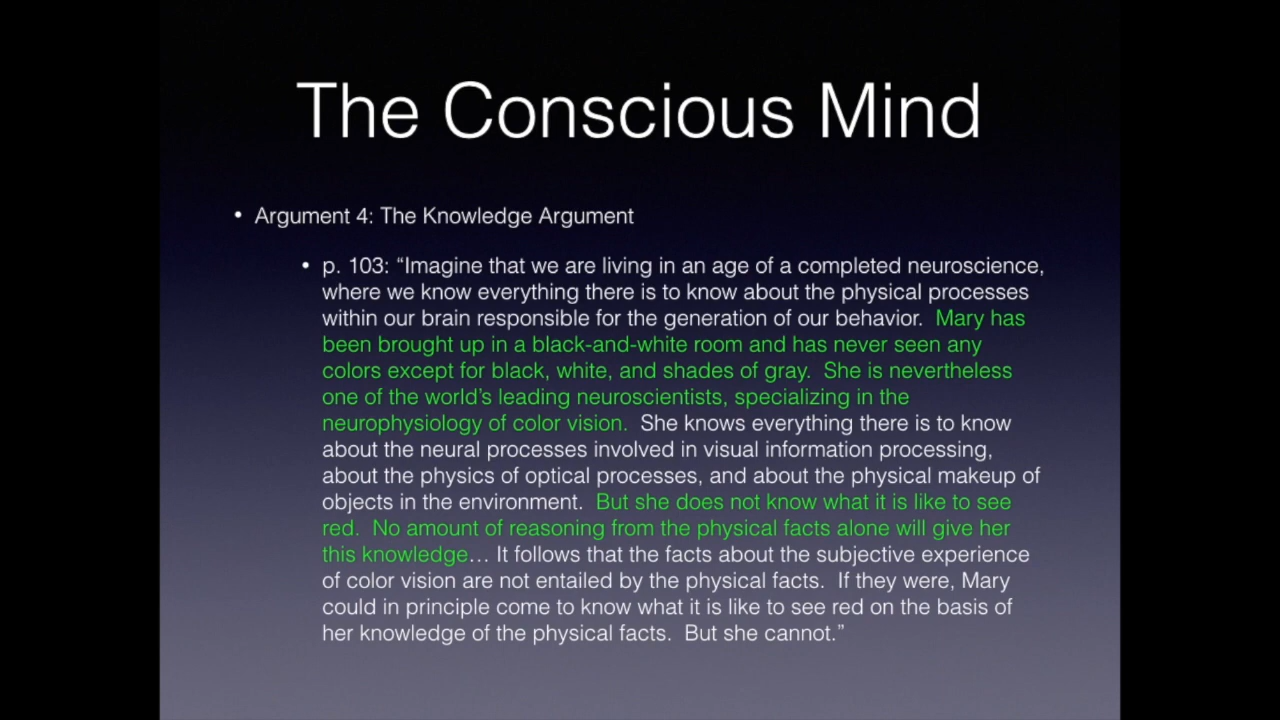 The Conscious Mind
• Argument 4: The Knowledge Argument
• p. 103: “Imagine that we are living in an age of a completed neuroscience,
where we know everything there is to know about the physical processes
within our brain responsible for the generation of our behavior.  Mary has
been brought up in a black-and-white room and has never seen any
colors except for black, white, and shades of gray.  She is nevertheless
one of the world’s leading neuroscientists, specializing in the
neurophysiology of color vision.  She knows everything there is to know
about the neural processes involved in visual information processing,
about the physics of optical processes, and about the physical makeup of
objects in the environment.  But she does not know what it is like to see
red.  No amount of reasoning from the physical facts alone will give her
this knowledge… It follows that the facts about the subjective experience
of color vision are not entailed by the physical facts.  If they were, Mary
could in principle come to know what it is like to see red on the basis of
her knowledge of the physical facts.  But she cannot.”